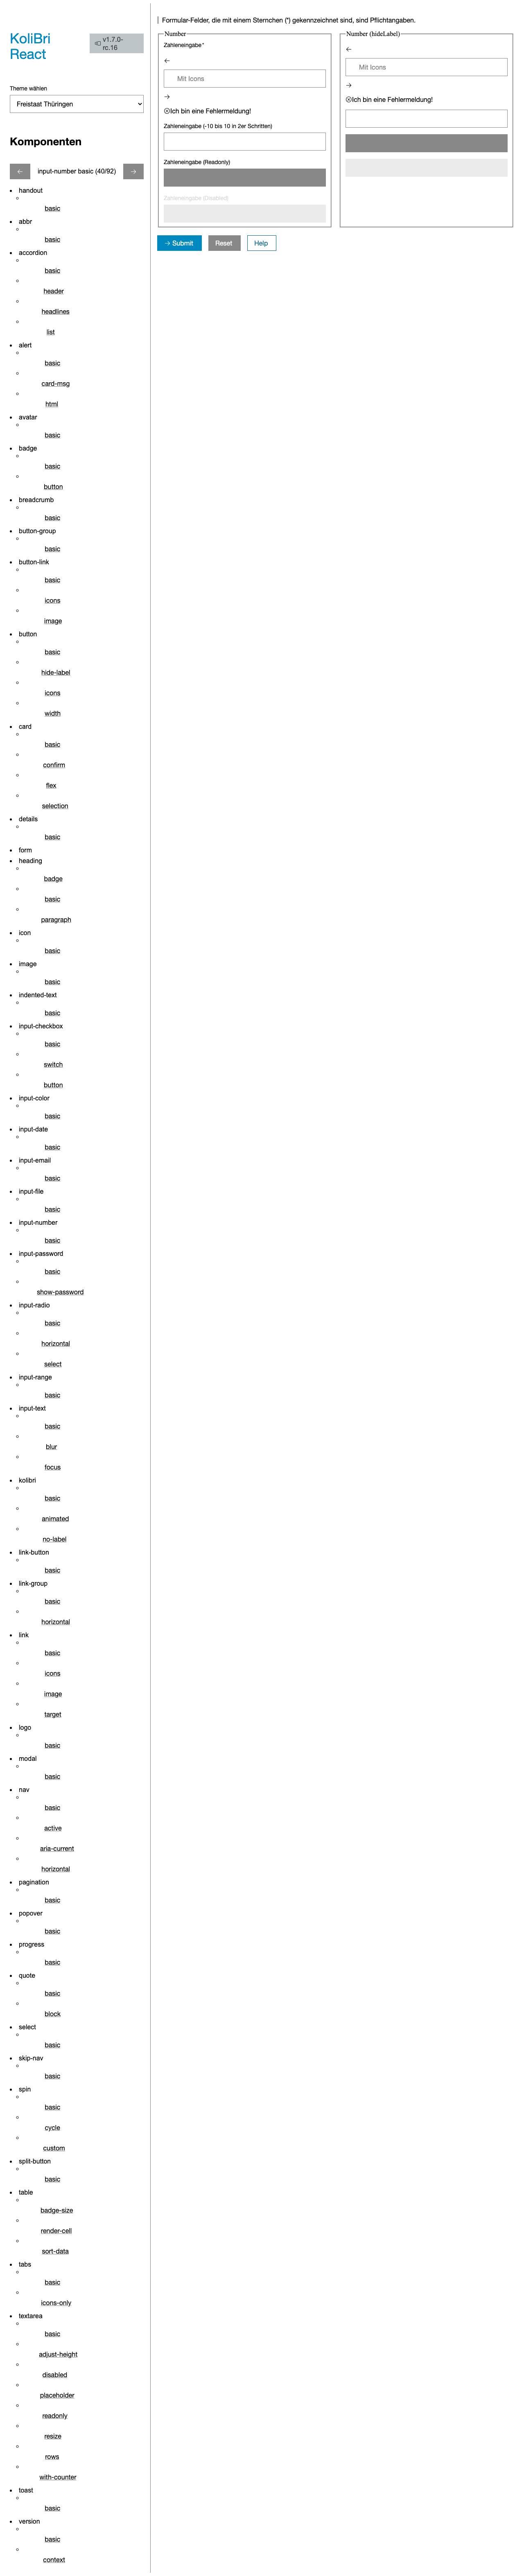 KoliBri
React
v1.7.0-
rc.16
Theme wählen
Freistaat Thüringen
Komponenten
input-number basic (40/92)
handout
basic
abbr
basic
accordion
basic
header
headlines
list
alert
basic
card-msg
html
avatar
basic
badge
basic
button
breadcrumb
basic
button-group
basic
button-link
basic
icons
image
button
basic
hide-label
icons
width
card
basic
confirm
flex
selection
details
basic
form
heading
badge
basic
paragraph
icon
basic
image
basic
indented-text
basic
input-checkbox
basic
switch
button
input-color
basic
input-date
basic
input-email
basic
input-file
basic
input-number
basic
input-password
basic
show-password
input-radio
basic
horizontal
select
input-range
basic
input-text
basic
blur
focus
kolibri
basic
animated
no-label
link-button
basic
link-group
basic
horizontal
link
basic
icons
image
target
logo
basic
modal
basic
nav
basic
active
aria-current
horizontal
pagination
basic
popover
basic
progress
basic
quote
basic
block
select
basic
skip-nav
basic
spin
basic
cycle
custom
split-button
basic
table
badge-size
render-cell
sort-data
tabs
basic
icons-only
textarea
basic
adjust-height
disabled
placeholder
readonly
resize
rows
with-counter
toast
basic
version
basic
context
Formular-Felder, die mit einem Sternchen (*) gekennzeichnet sind, sind Pflichtangaben.
Number
Zahleneingabe*
Mit Icons
Ich bin eine Fehlermeldung!
Zahleneingabe (-10 bis 10 in 2er Schritten)
Zahleneingabe (Readonly)
Zahleneingabe (Disabled)
Number (hideLabel)
Mit Icons
Ich bin eine Fehlermeldung!
Submit
Reset
Help